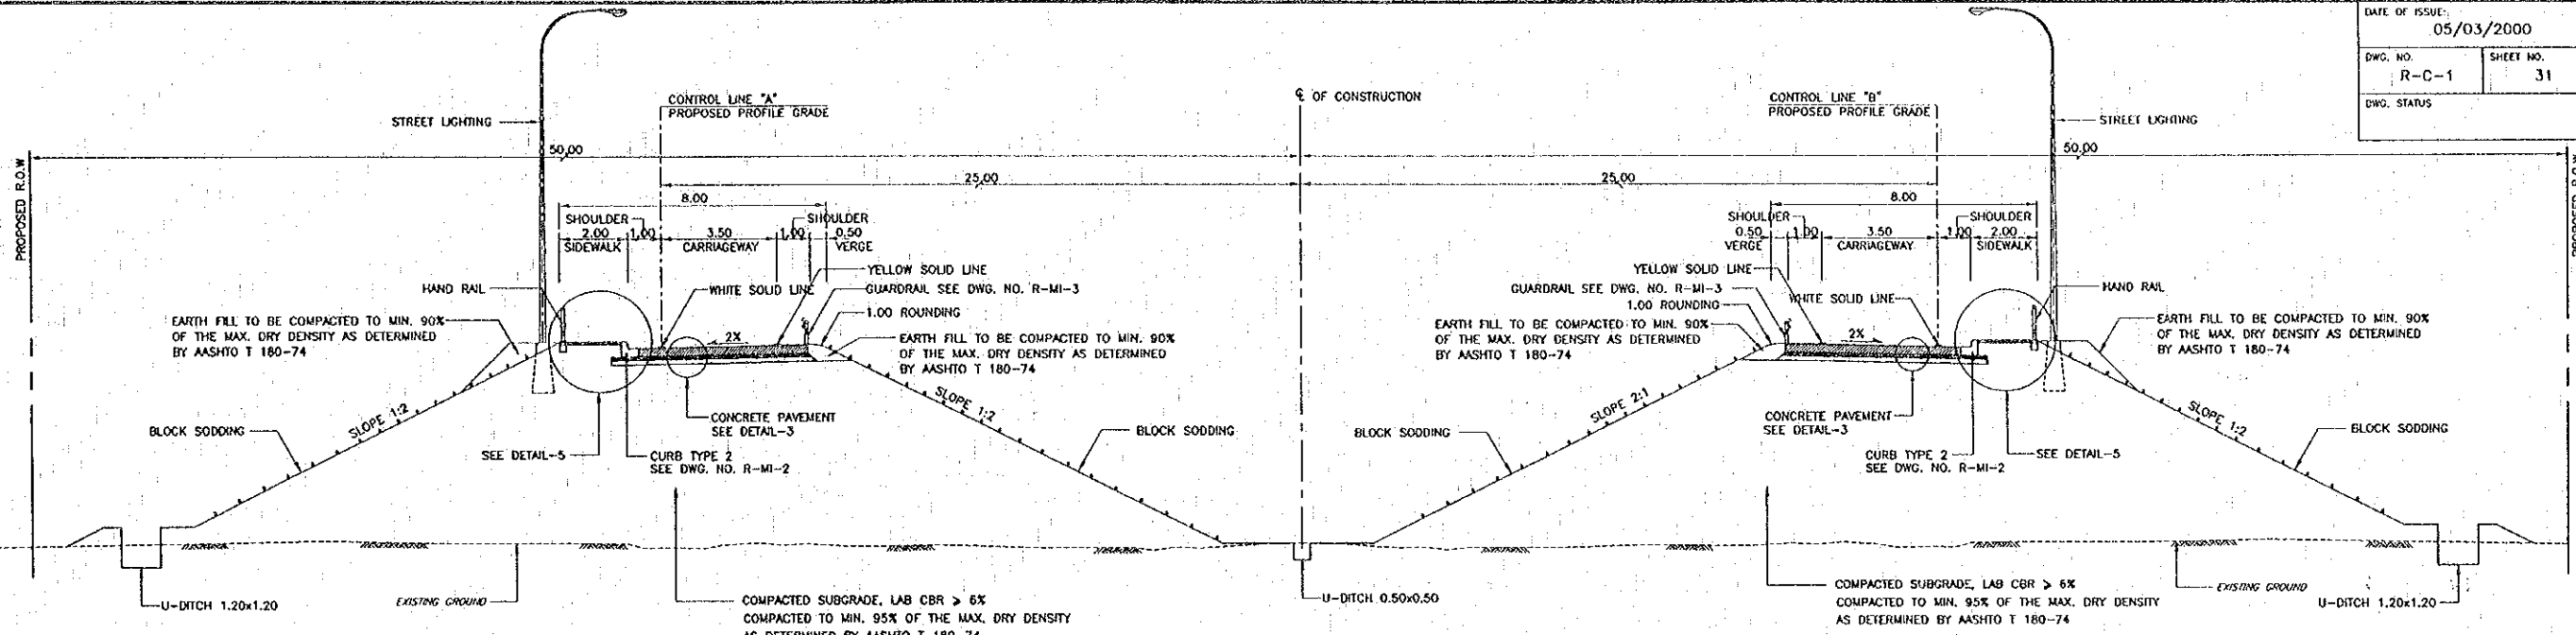 DATE OF ISSUE:
05/03/2000
DWG. NO.
R-C-1
SHEET NO.
31
DWG. STATUS
PROPOSED R.O.W
STREET LIGHTING
CONTROL LINE "A"
PROPOSED PROFILE GRADE
℄ OF CONSTRUCTION
CONTROL LINE "B"
PROPOSED PROFILE GRADE
STREET LIGHTING
PROPOSED R.O.W
50,00
50,00
25,00
25,00
8.00
8.00
SHOULDER
SHOULDER
2.00
1,00
3.50
1,00
0.50
SIDEWALK
CARRIAGEWAY
VERGE
SHOULDER
SHOULDER
0.50
1,00
3.50
1.00
2.00
VERGE
CARRIAGEWAY
SIDEWALK
HAND RAIL
WHITE SOLID LINE
YELLOW SOLID LINE
GUARDRAIL SEE DWG. NO. R-MI-3
1.00 ROUNDING
EARTH FILL TO BE COMPACTED TO MIN. 90%
OF THE MAX. DRY DENSITY AS DETERMINED
BY AASHTO T 180-74
2%
EARTH FILL TO BE COMPACTED TO MIN. 90%
OF THE MAX. DRY DENSITY AS DETERMINED
BY AASHTO T 180-74
YELLOW SOLID LINE
GUARDRAIL SEE DWG. NO. R-MI-3
1.00 ROUNDING
WHITE SOLID LINE
HAND RAIL
EARTH FILL TO BE COMPACTED TO MIN. 90%
OF THE MAX. DRY DENSITY AS DETERMINED
BY AASHTO T 180-74
2%
EARTH FILL TO BE COMPACTED TO MIN. 90%
OF THE MAX. DRY DENSITY AS DETERMINED
BY AASHTO T 180-74
BLOCK SODDING
SLOPE 1:2
SEE DETAIL-5
CONCRETE PAVEMENT
SEE DETAIL-3
CURB TYPE 2
SEE DWG. NO. R-MI-2
SLOPE 1:2
BLOCK SODDING
BLOCK SODDING
SLOPE 2:1
CONCRETE PAVEMENT
SEE DETAIL-3
CURB TYPE 2
SEE DWG. NO. R-MI-2
SEE DETAIL-5
SLOPE 1:2
BLOCK SODDING
U-DITCH 1.20x1.20
EXISTING GROUND
COMPACTED SUBGRADE, LAB CBR > 6%
COMPACTED TO MIN. 95% OF THE MAX. DRY DENSITY
AS DETERMINED BY AASHTO T 180-74
U-DITCH 0.50x0.50
COMPACTED SUBGRADE, LAB CBR > 6%
COMPACTED TO MIN. 95% OF THE MAX. DRY DENSITY
AS DETERMINED BY AASHTO T 180-74
EXISTING GROUND
U-DITCH 1.20x1.20